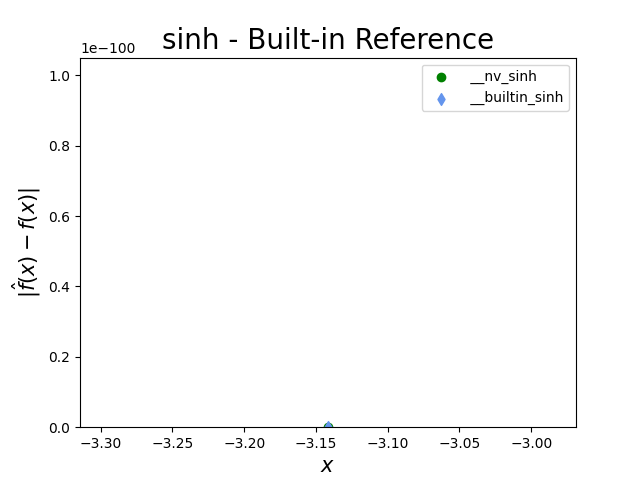 sinh - Built-in Reference
1e−100
1.0
0.8
0.6
0.4
0.2
0.0
|f̂(x) − f(x)|
__nv_sinh
__builtin_sinh
−3.30 −3.25 −3.20 −3.15 −3.10 −3.05 −3.00
x